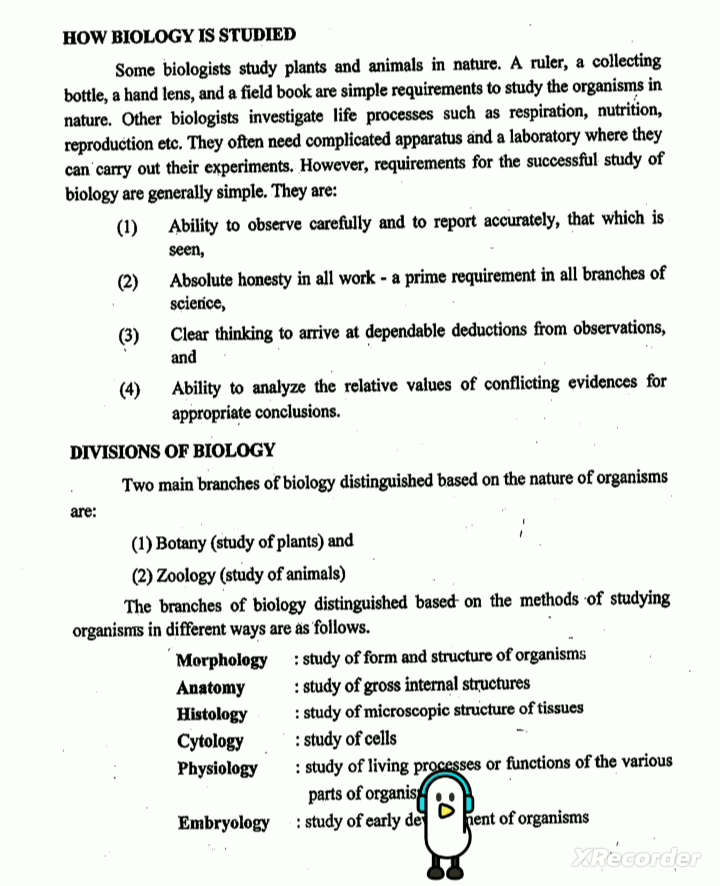 HOW BIOLOGY IS STUDIED
Some biologists study plants and animals in nature. A ruler, a collecting
bottle, a hand lens, and a field book are simple requirements to study the organisms in
nature. Other biologists investigate life processes such as respiration, nutrition,
reproduction etc. They often need complicated apparatus and a laboratory where they
can carry out their experiments. However, requirements for the successful study of
biology are generally simple. They are:
(1) Ability to observe carefully and to report accurately, that which is
seen,
(2) Absolute honesty in all work - a prime requirement in all branches of
science,
(3) Clear thinking to arrive at dependable deductions from observations,
and
(4) Ability to analyze the relative values of conflicting evidences for
appropriate conclusions.
DIVISIONS OF BIOLOGY
Two main branches of biology distinguished based on the nature of organisms
are:
(1) Botany (study of plants) and
(2) Zoology (study of animals)
The branches of biology distinguished based on the methods of studying
organisms in different ways are as follows.
Morphology : study of form and structure of organisms
Anatomy : study of gross internal structures
Histology : study of microscopic structure of tissues
Cytology : study of cells
Physiology : study of living processes or functions of the various
parts of
Embryology : study of early of organisms
XRecorder